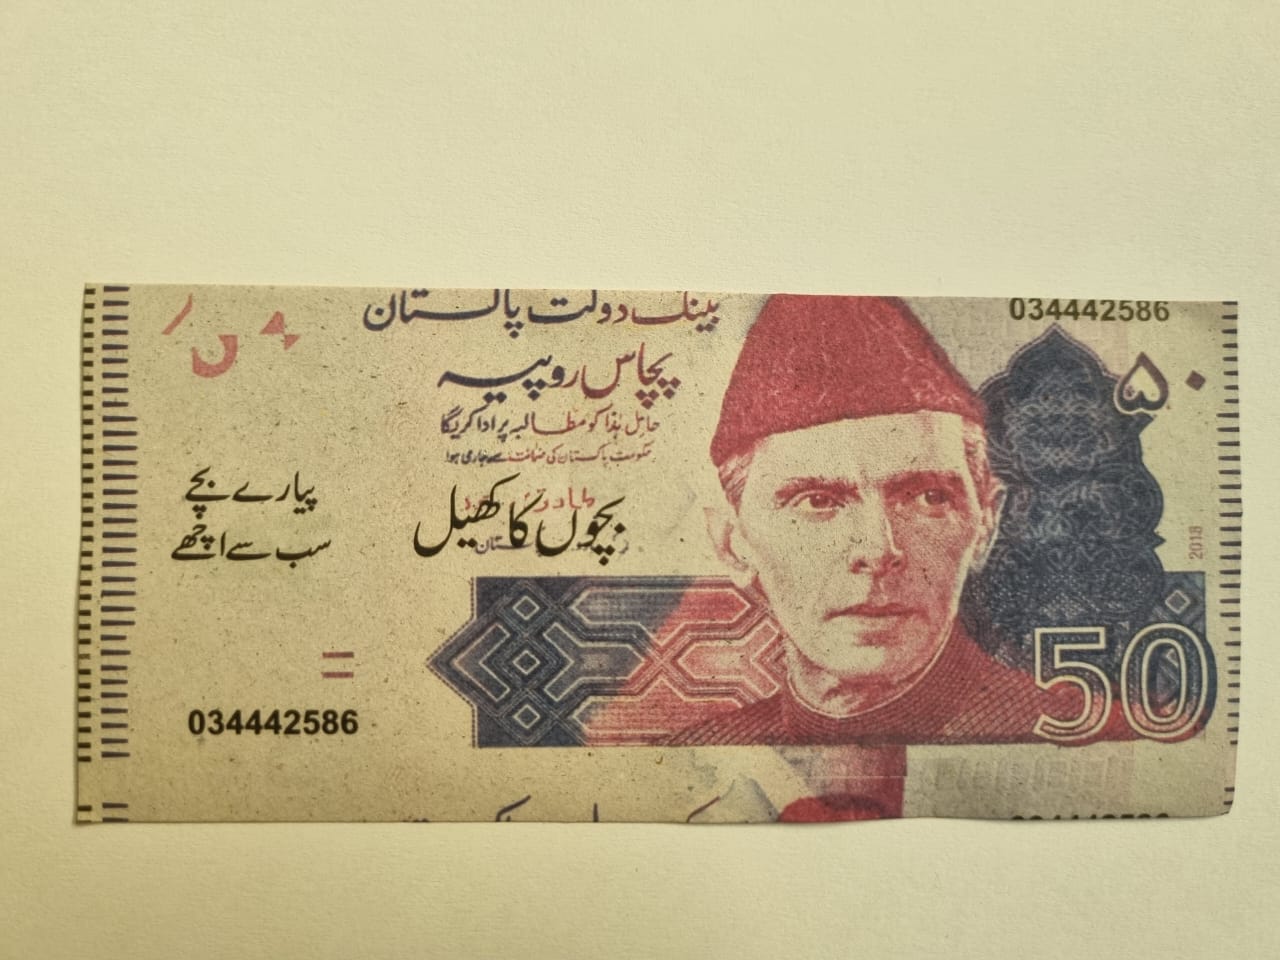 بینک دولت پاکستان
034442586
پچاس روپیہ
۵۰
حامل ہٰذا کو مطالبہ پر ادا کریگا
حکومتِ پاکستان کی ضمانت سے جاری ہوا
پیارے بچے
سب سے اچھے
بچوں کا کھیل
2018
50
034442586